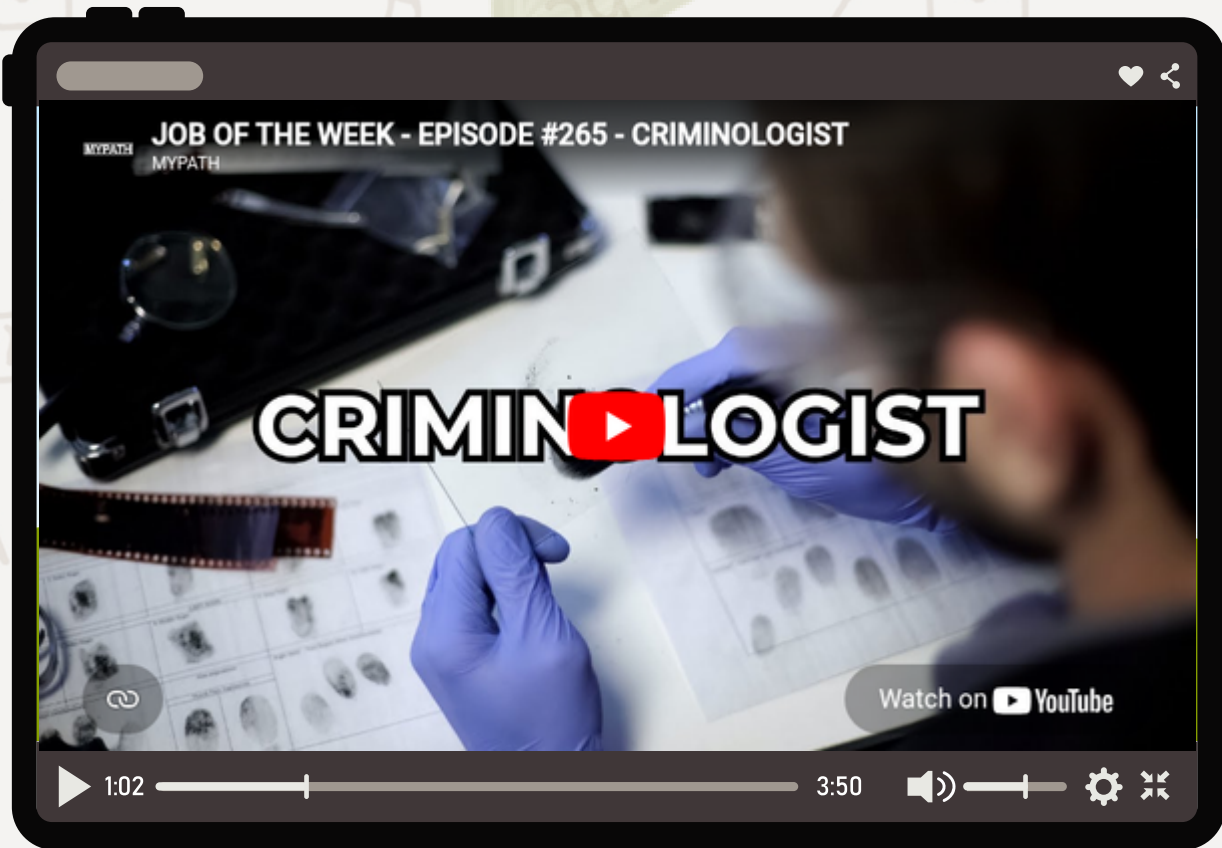 JOB OF THE WEEK - EPISODE #265 - CRIMINOLOGIST
MYPATH
MYPATH
CRIMINOLOGIST
Watch on YouTube
1:02
3:50